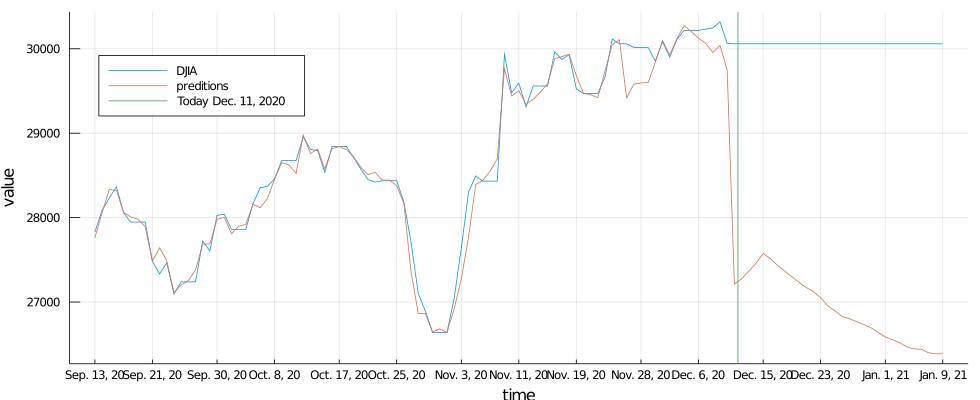 30000
29000
28000
27000
value
DJIA
preditions
Today Dec. 11, 2020
Sep. 13, 20 Sep. 21, 20 Sep. 30, 20 Oct. 8, 20 Oct. 17, 20 Oct. 25, 20 Nov. 3, 20 Nov. 11, 20 Nov. 19, 20 Nov. 28, 20 Dec. 6, 20 Dec. 15, 20 Dec. 23, 20 Jan. 1, 21 Jan. 9, 21
time